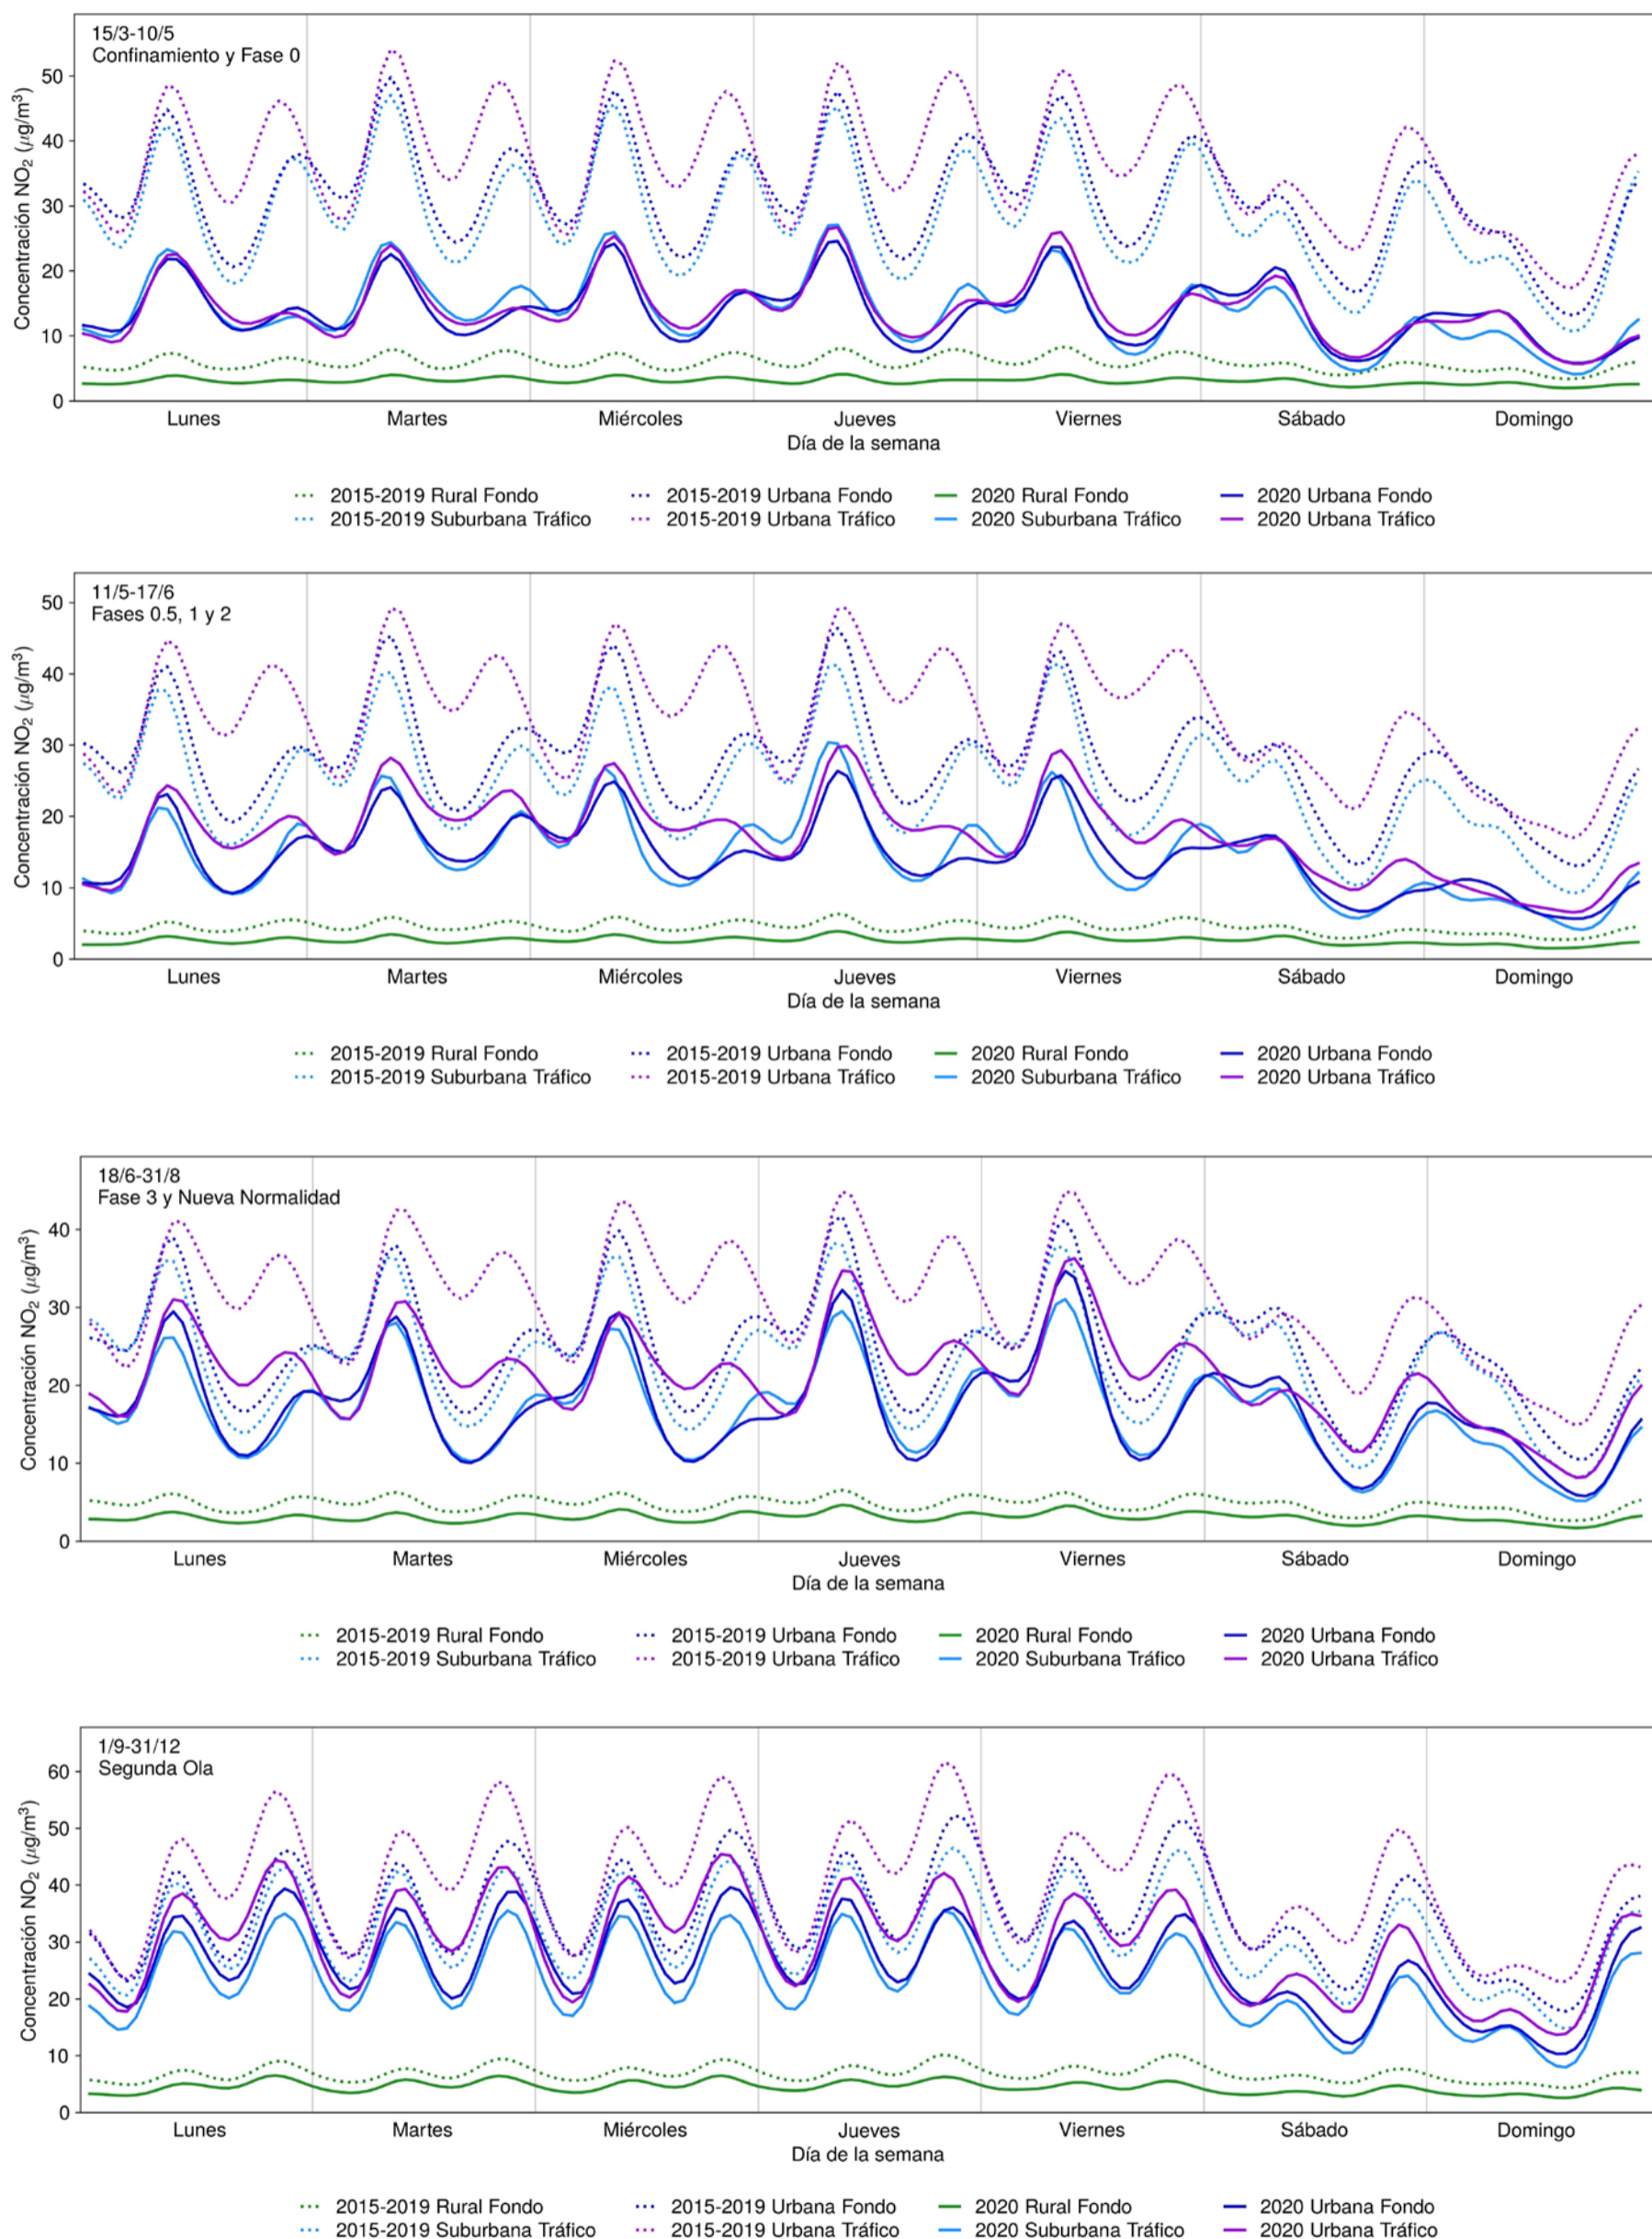 15/3-10/5
Confinamiento y Fase 0
Concentración NO₂ (µg/m³)
50
40
30
20
10
0
Lunes Martes Miércoles Jueves Viernes Sábado Domingo
Día de la semana
2015-2019 Rural Fondo 2015-2019 Urbana Fondo 2020 Rural Fondo 2020 Urbana Fondo
2015-2019 Suburbana Tráfico 2015-2019 Urbana Tráfico 2020 Suburbana Tráfico 2020 Urbana Tráfico
11/5-17/6
Fases 0.5, 1 y 2
Concentración NO₂ (µg/m³)
50
40
30
20
10
0
Lunes Martes Miércoles Jueves Viernes Sábado Domingo
Día de la semana
2015-2019 Rural Fondo 2015-2019 Urbana Fondo 2020 Rural Fondo 2020 Urbana Fondo
2015-2019 Suburbana Tráfico 2015-2019 Urbana Tráfico 2020 Suburbana Tráfico 2020 Urbana Tráfico
18/6-31/8
Fase 3 y Nueva Normalidad
Concentración NO₂ (µg/m³)
40
30
20
10
0
Lunes Martes Miércoles Jueves Viernes Sábado Domingo
Día de la semana
2015-2019 Rural Fondo 2015-2019 Urbana Fondo 2020 Rural Fondo 2020 Urbana Fondo
2015-2019 Suburbana Tráfico 2015-2019 Urbana Tráfico 2020 Suburbana Tráfico 2020 Urbana Tráfico
1/9-31/12
Segunda Ola
Concentración NO₂ (µg/m³)
60
50
40
30
20
10
0
Lunes Martes Miércoles Jueves Viernes Sábado Domingo
Día de la semana
2015-2019 Rural Fondo 2015-2019 Urbana Fondo 2020 Rural Fondo 2020 Urbana Fondo
2015-2019 Suburbana Tráfico 2015-2019 Urbana Tráfico 2020 Suburbana Tráfico 2020 Urbana Tráfico